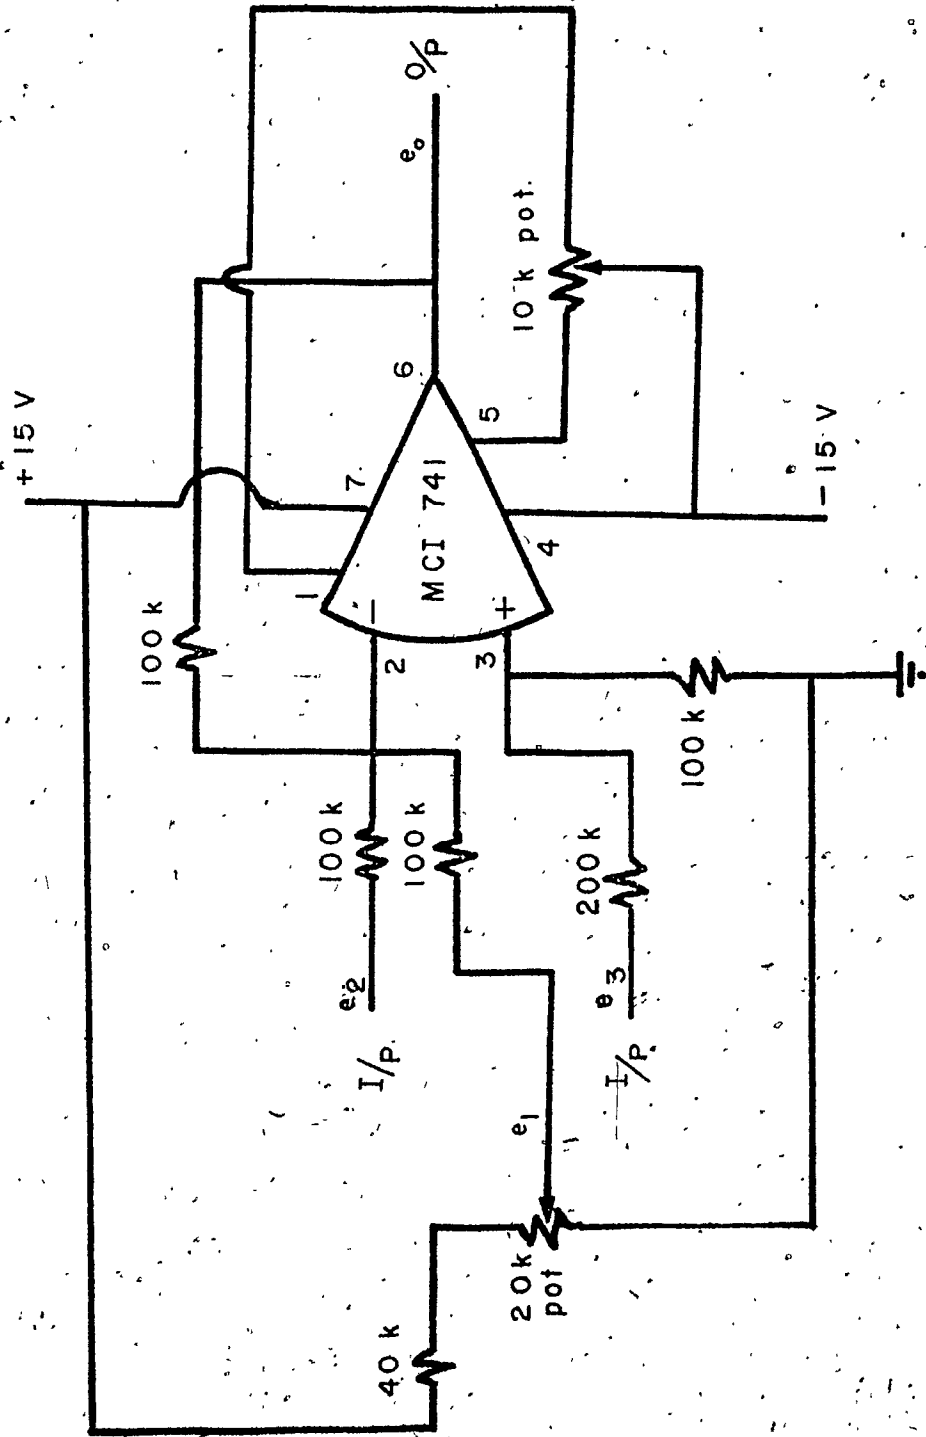 +15 V
100 k
1
7
6
e₀
O/P
2
−
MCI 741
3
+
4
5
10 k pot.
−15 V
100 k
100 k
e2
I/P.
200 k
e3
I/P.
100 k
e1
20k
pot
40 k